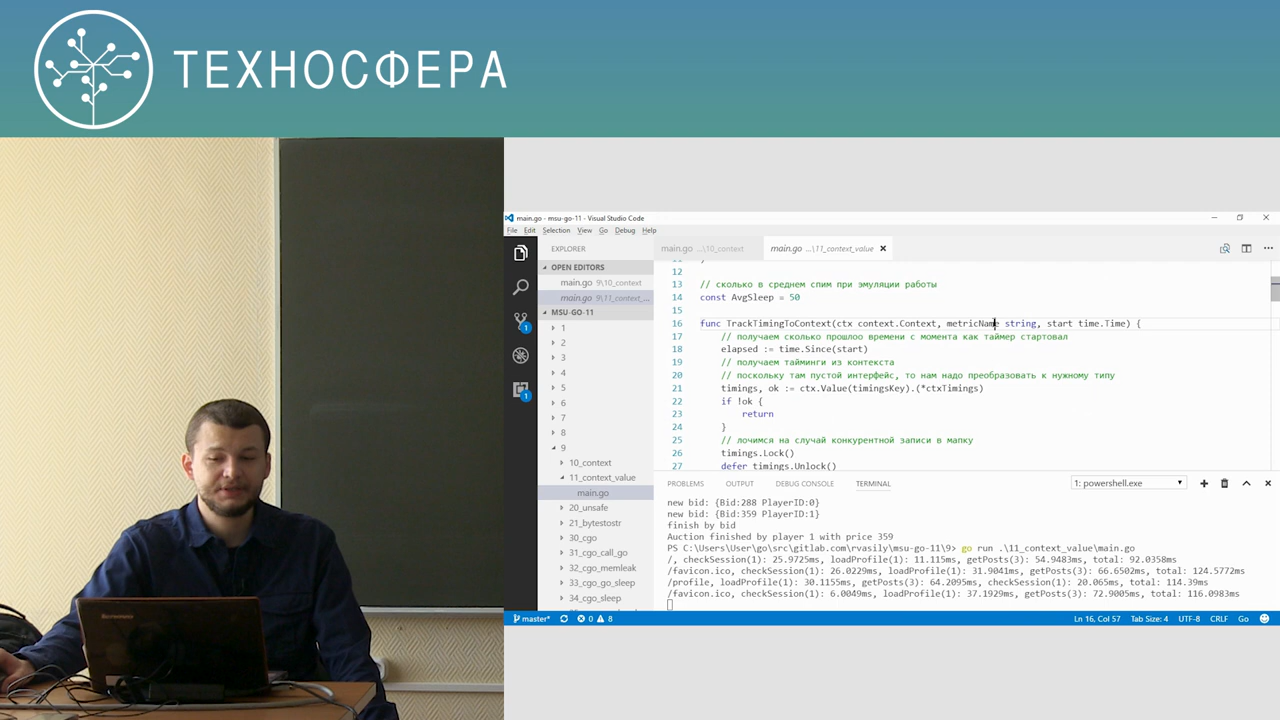 ТЕХНОСФЕРА
main.go - msu-go-11 - Visual Studio Code
File Edit Selection View Go Debug Help
EXPLORER
OPEN EDITORS
main.go 9\10_context
main.go 9\11_context_...
MSU-GO-11
1
2
3
4
5
6
7
8
9
10_context
11_context_value
main.go
20_unsafe
21_bytestostr
30_cgo
31_cgo_call_go
32_cgo_memleak
33_cgo_go_sleep
34_cgo_sleep
1
1
main.go ...\10_context main.go ...\11_context_value
12
13 // сколько в среднем спим при эмуляции работы
14 const AvgSleep = 50
15
16 func TrackTimingToContext(ctx context.Context, metricName string, start time.Time) {
17 // получаем сколько прошлоо времени с момента как таймер стартовал
18 elapsed := time.Since(start)
19 // получаем тайминги из контекста
20 // поскольку там пустой интерфейс, то нам надо преобразовать к нужному типу
21 timings, ok := ctx.Value(timingsKey).(*ctxTimings)
22 if !ok {
23 return
24 }
25 // лочимся на случай конкурентной записи в мапку
26 timings.Lock()
27 defer timings.Unlock()
PROBLEMS OUTPUT DEBUG CONSOLE TERMINAL 1: powershell.exe
new bid: {Bid:288 PlayerID:0}
new bid: {Bid:359 PlayerID:1}
finish by bid
Auction finished by player 1 with price 359
PS C:\Users\User\go\src\gitlab.com\rvasily\msu-go-11\9> go run .\11_context_value\main.go
/, checkSession(1): 25.9725ms, loadProfile(1): 11.115ms, getPosts(3): 54.9483ms, total: 92.0358ms
/favicon.ico, checkSession(1): 26.0229ms, loadProfile(1): 31.9041ms, getPosts(3): 66.6502ms, total: 124.5772ms
/profile, loadProfile(1): 30.1155ms, getPosts(3): 64.2095ms, checkSession(1): 20.065ms, total: 114.39ms
/favicon.ico, checkSession(1): 6.0049ms, loadProfile(1): 37.1929ms, getPosts(3): 72.9005ms, total: 116.0983ms
master* 0 8 Ln 16, Col 57 Tab Size: 4 UTF-8 CRLF Go